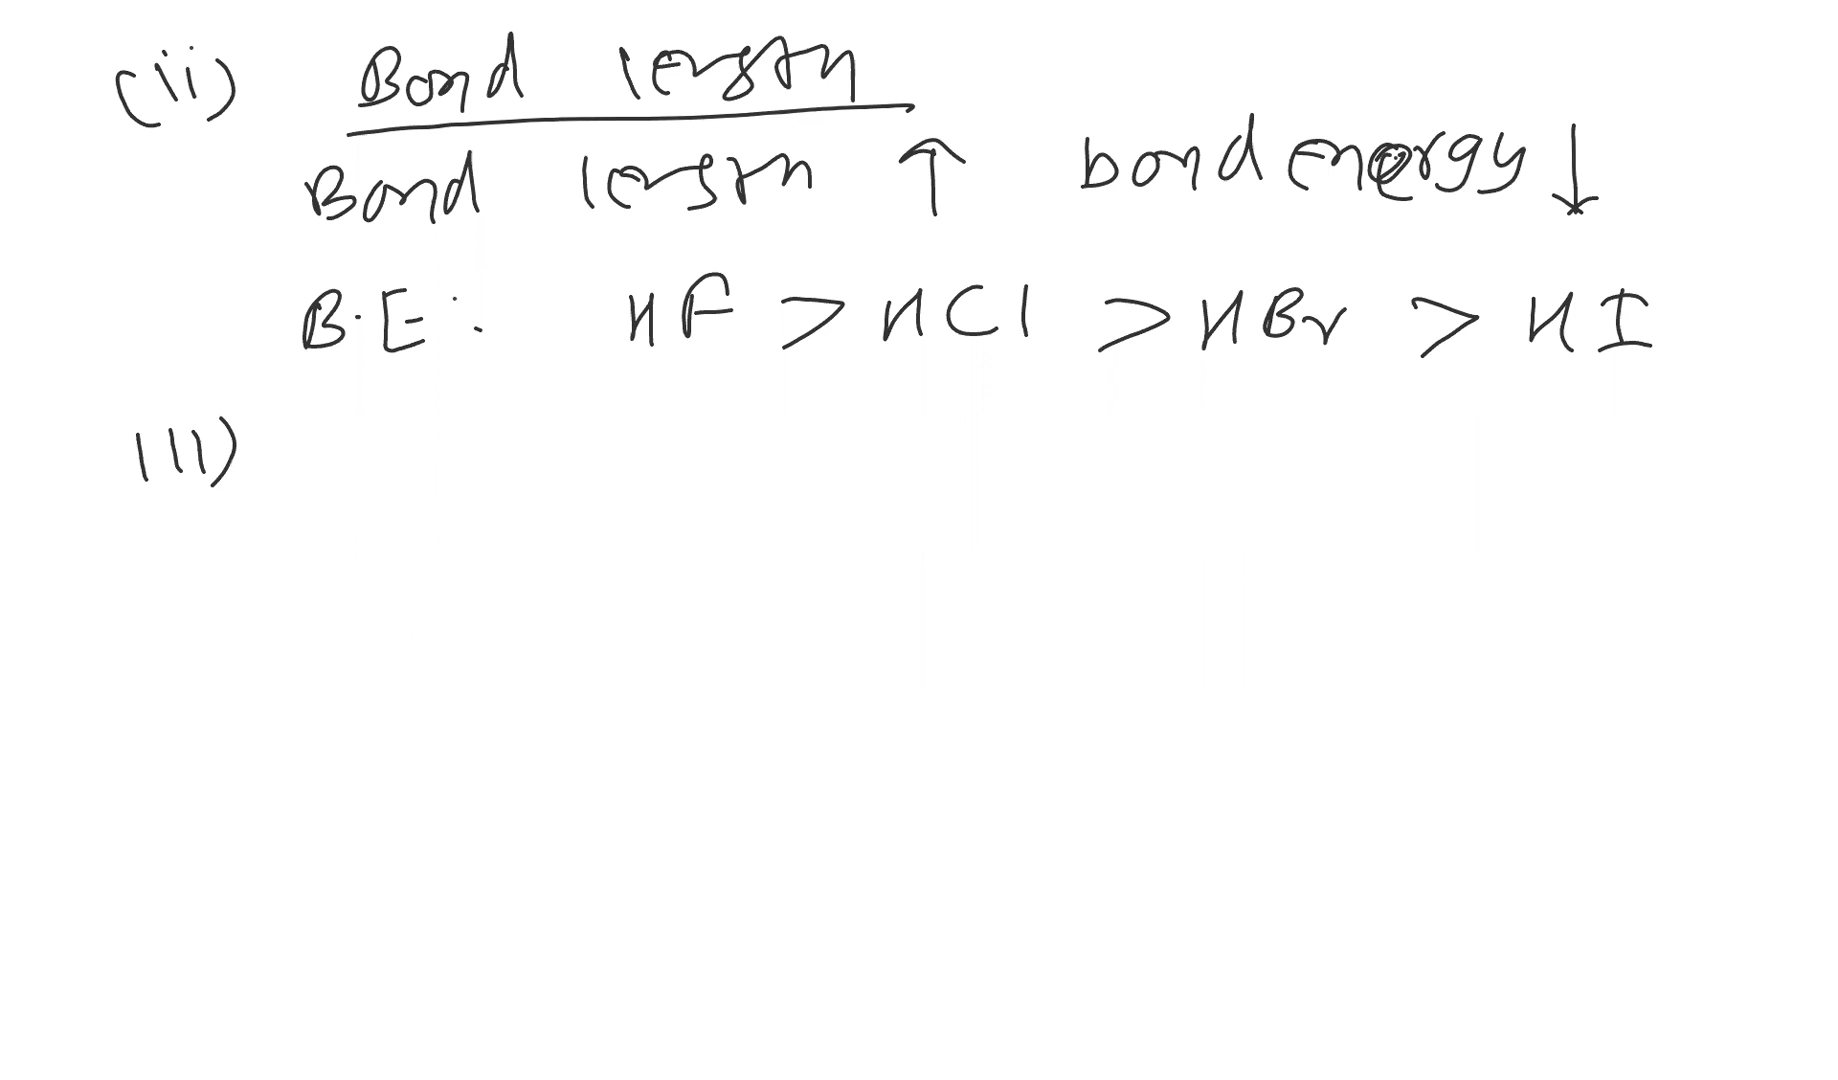 (ii) Bond length
Bond length ↑ bond energy ↓
B.E: HF > HCl > HBr > HI
III)